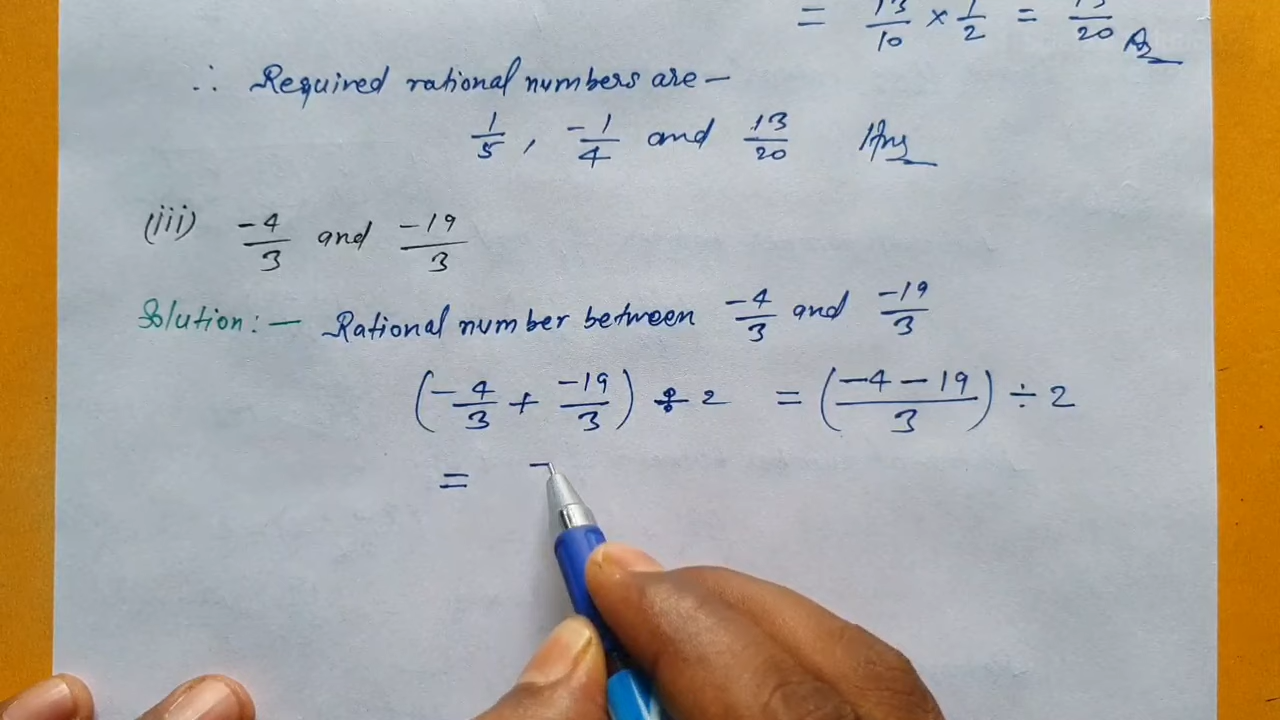 = 13/10 × 1/2 = 13/20 Ans
∴ Required rational numbers are –
1/5 , -1/4 and 13/20 Ans
(iii) -4/3 and -19/3
Solution:– Rational number between -4/3 and -19/3
(-4/3 + -19/3) ÷ 2 = (-4-19/3) ÷ 2
= -